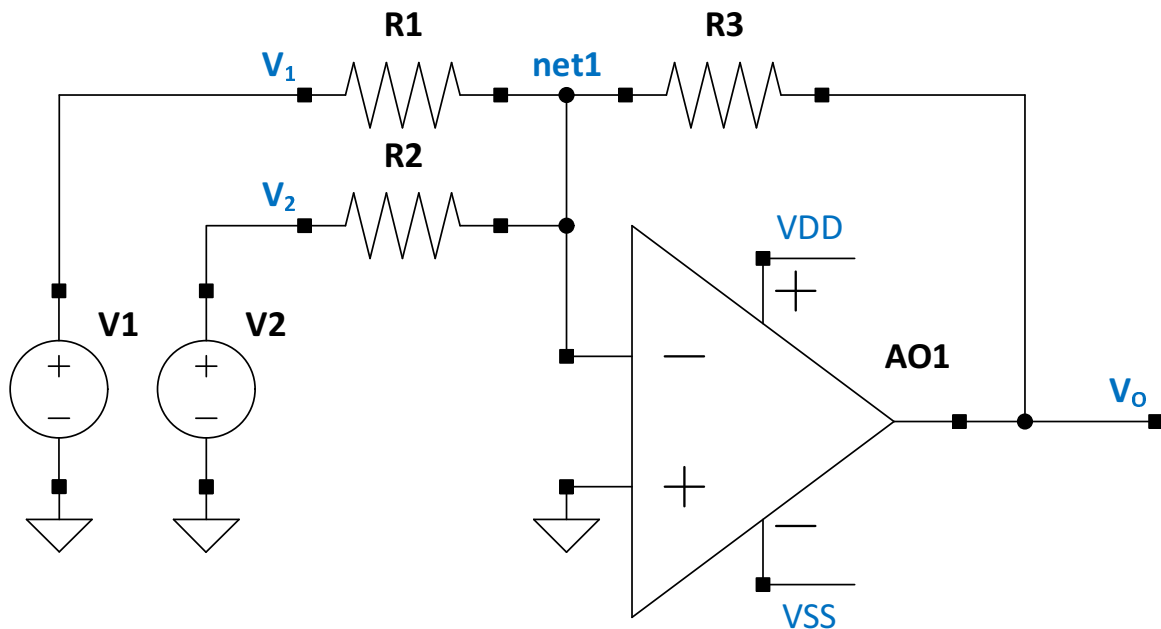 R1
R3
V₁
net1
R2
V₂
VDD
+
V1
V2
+
+
−
AO1
−
−
Vₒ
+
−
VSS